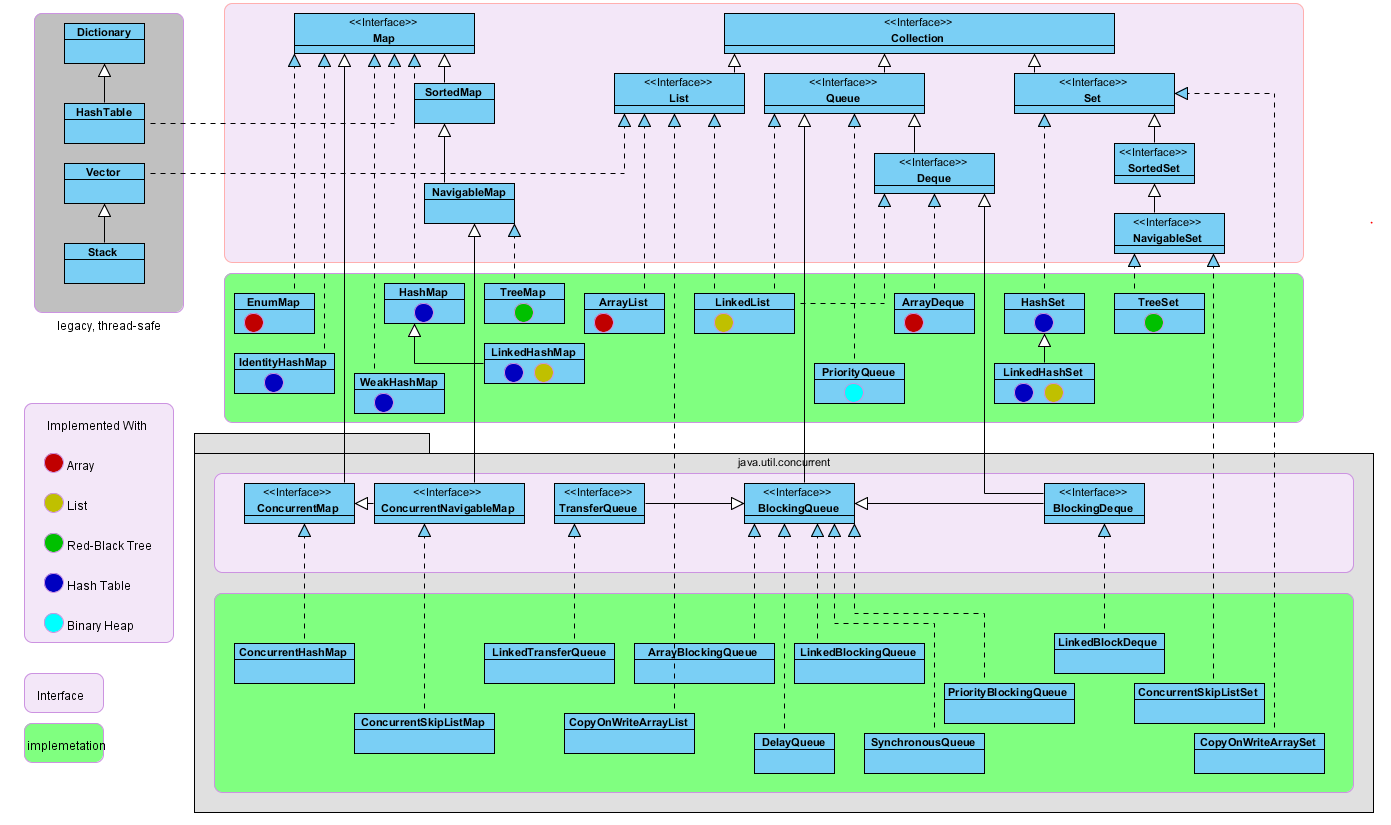 Dictionary
HashTable
Vector
Stack
legacy, thread-safe
<<Interface>>
Map
<<Interface>>
Collection
SortedMap
<<Interface>>
List
<<Interface>>
Queue
<<Interface>>
Set
NavigableMap
<<Interface>>
Deque
<<Interface>>
SortedSet
<<Interface>>
NavigableSet
EnumMap
HashMap
TreeMap
ArrayList
LinkedList
ArrayDeque
HashSet
TreeSet
IdentityHashMap
WeakHashMap
LinkedHashMap
PriorityQueue
LinkedHashSet
Implemented With
Array
List
Red-Black Tree
Hash Table
Binary Heap
Interface
implemetation
java.util.concurrent
<<Interface>>
ConcurrentMap
<<Interface>>
ConcurrentNavigableMap
<<Interface>>
TransferQueue
<<Interface>>
BlockingQueue
<<Interface>>
BlockingDeque
ConcurrentHashMap
LinkedTransferQueue
ArrayBlockingQueue
LinkedBlockingQueue
LinkedBlockDeque
PriorityBlockingQueue
ConcurrentSkipListSet
ConcurrentSkipListMap
CopyOnWriteArrayList
DelayQueue
SynchronousQueue
CopyOnWriteArraySet